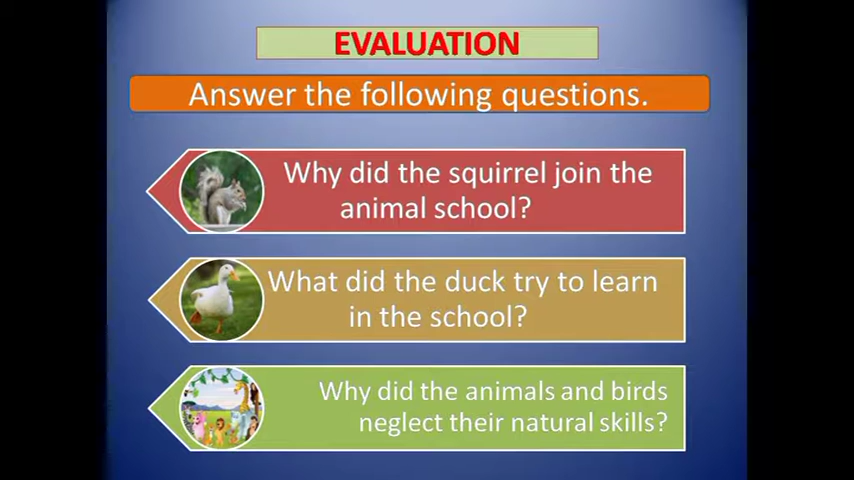 EVALUATION
Answer the following questions.
Why did the squirrel join the
animal school?
What did the duck try to learn
in the school?
Why did the animals and birds
neglect their natural skills?